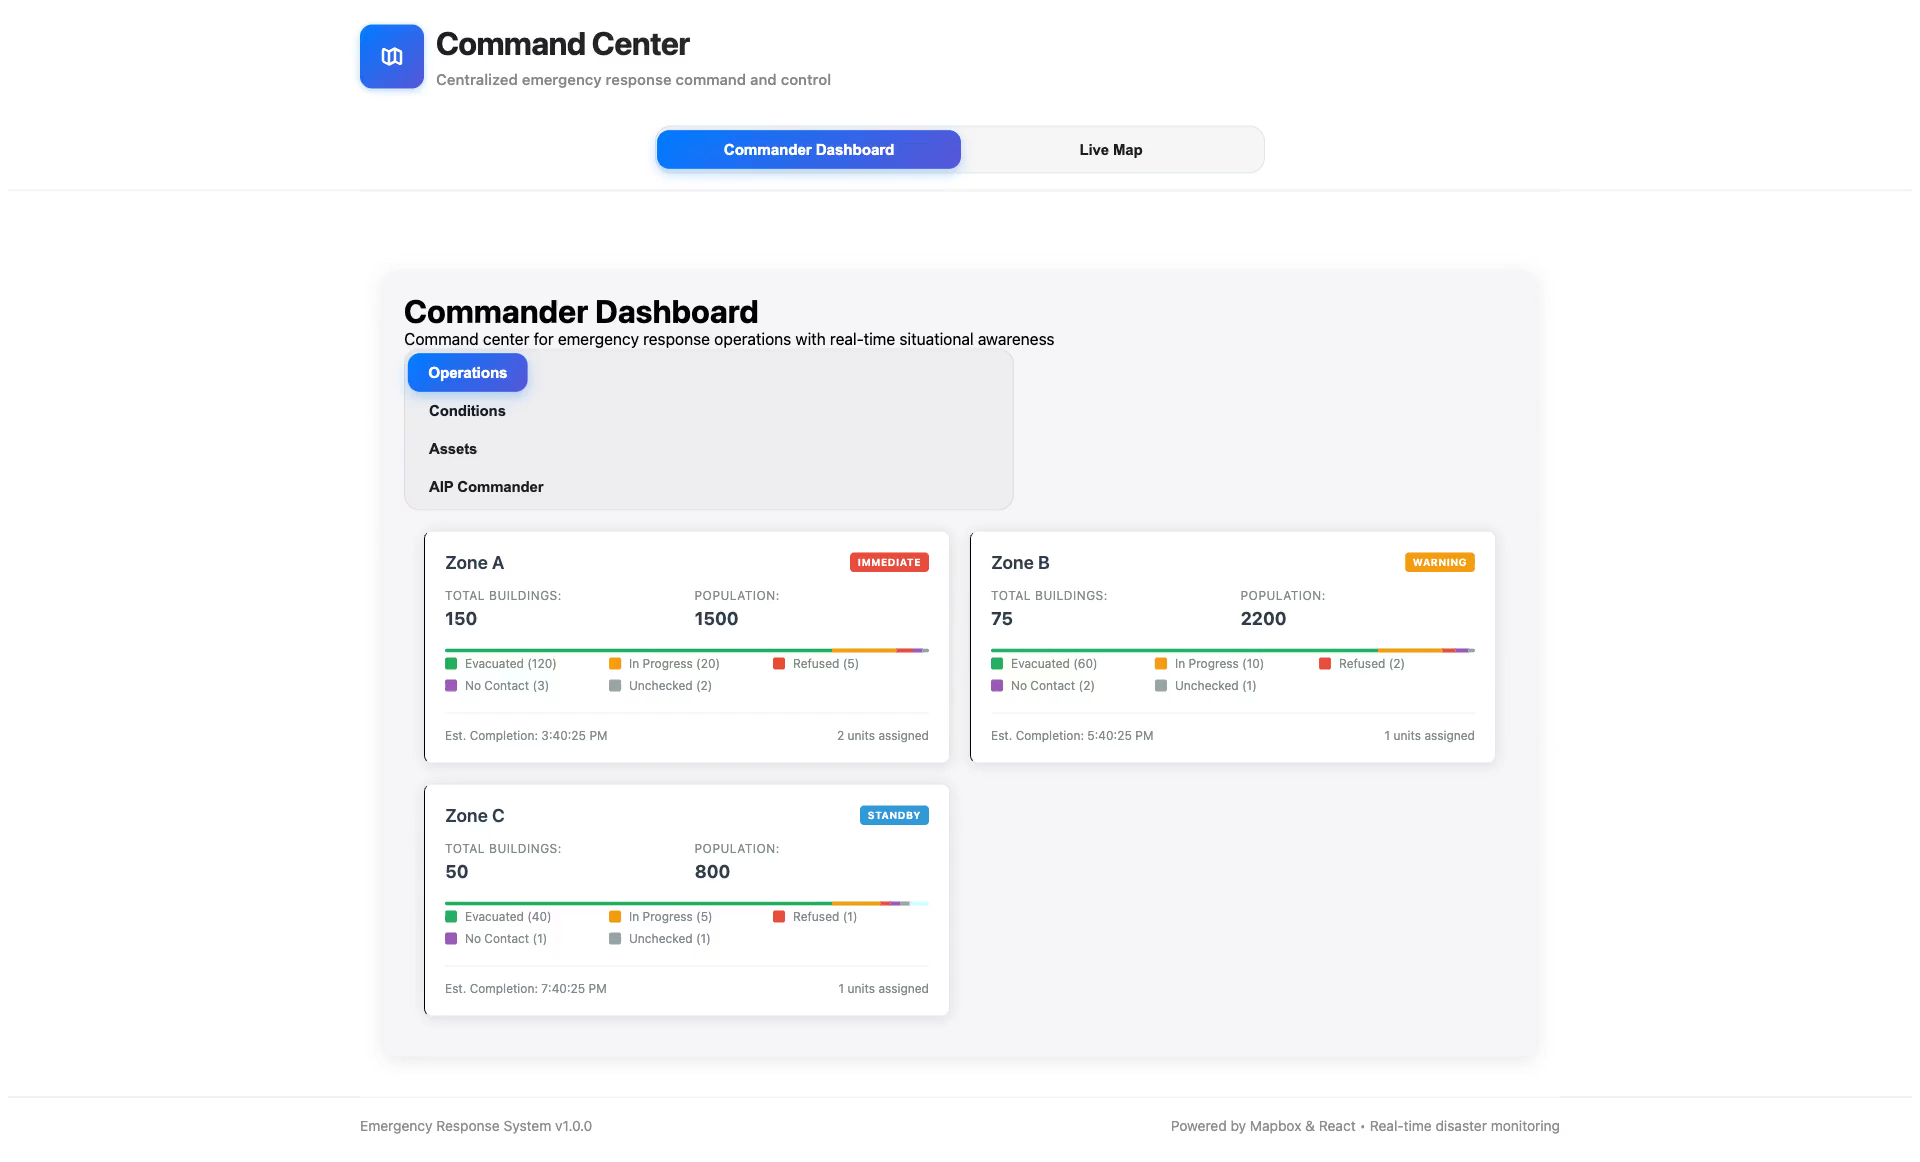 Command Center
Centralized emergency response command and control
Commander Dashboard
Live Map
Commander Dashboard
Command center for emergency response operations with real-time situational awareness
Operations
Conditions
Assets
AIP Commander
Zone A
IMMEDIATE
TOTAL BUILDINGS:
150
POPULATION:
1500
Evacuated (120)
In Progress (20)
Refused (5)
No Contact (3)
Unchecked (2)
Est. Completion: 3:40:25 PM
2 units assigned
Zone B
WARNING
TOTAL BUILDINGS:
75
POPULATION:
2200
Evacuated (60)
In Progress (10)
Refused (2)
No Contact (2)
Unchecked (1)
Est. Completion: 5:40:25 PM
1 units assigned
Zone C
STANDBY
TOTAL BUILDINGS:
50
POPULATION:
800
Evacuated (40)
In Progress (5)
Refused (1)
No Contact (1)
Unchecked (1)
Est. Completion: 7:40:25 PM
1 units assigned
Emergency Response System v1.0.0
Powered by Mapbox & React • Real-time disaster monitoring